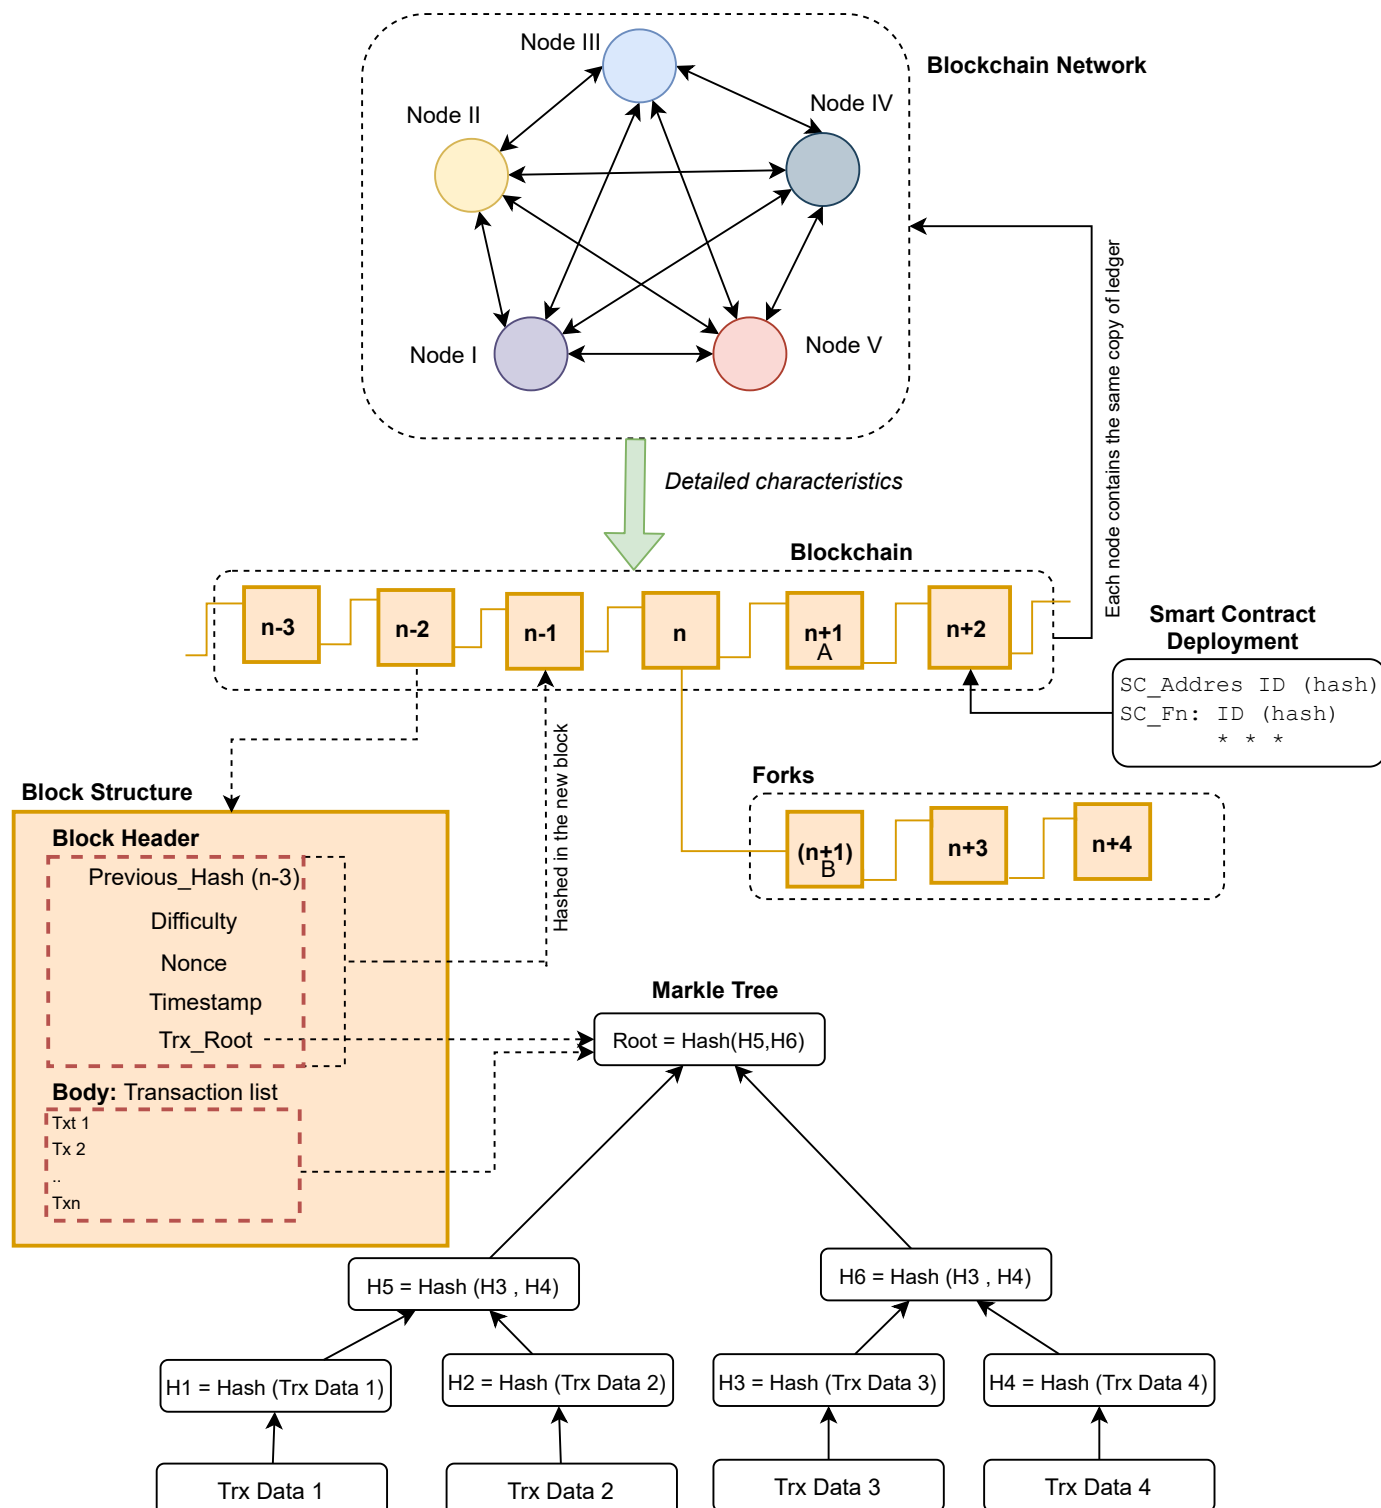 Node III
Blockchain Network
Node IV
Node II
Node I
Node V
Each node contains the same copy of ledger
Detailed characteristics
Blockchain
n-3
n-2
n-1
n
n+1
A
n+2
Smart Contract
Deployment
SC_Addres ID (hash)
SC_Fn: ID (hash)
* * *
Hashed in the new block
Forks
(n+1)
B
n+3
n+4
Block Structure
Block Header
Previous_Hash (n-3)
Difficulty
Nonce
Timestamp
Trx_Root
Body: Transaction list
Txt 1
Tx 2
..
Txn
Markle Tree
Root = Hash(H5,H6)
H5 = Hash (H3 , H4)
H6 = Hash (H3 , H4)
H1 = Hash (Trx Data 1)
H2 = Hash (Trx Data 2)
H3 = Hash (Trx Data 3)
H4 = Hash (Trx Data 4)
Trx Data 1
Trx Data 2
Trx Data 3
Trx Data 4